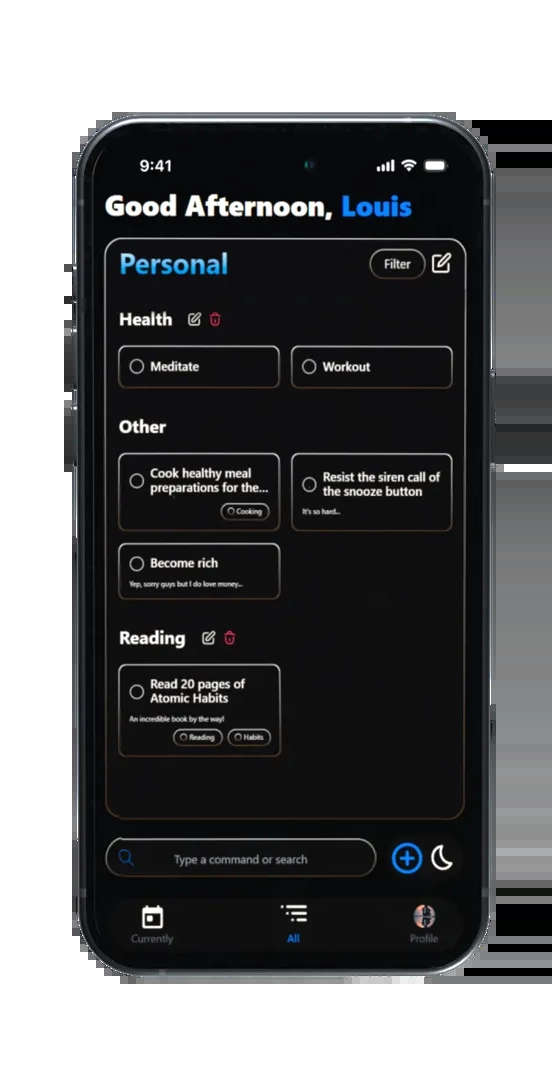 9:41
Good Afternoon, Louis
Personal
Filter
Health
Meditate
Workout
Other
Cook healthy meal
preparations for the...
Cooking
Resist the siren call of
the snooze button
It's so hard...
Become rich
Yep, sorry guys but I do love money...
Reading
Read 20 pages of
Atomic Habits
An incredible book by the way!
Reading
Habits
Type a command or search
Currently
All
Profile